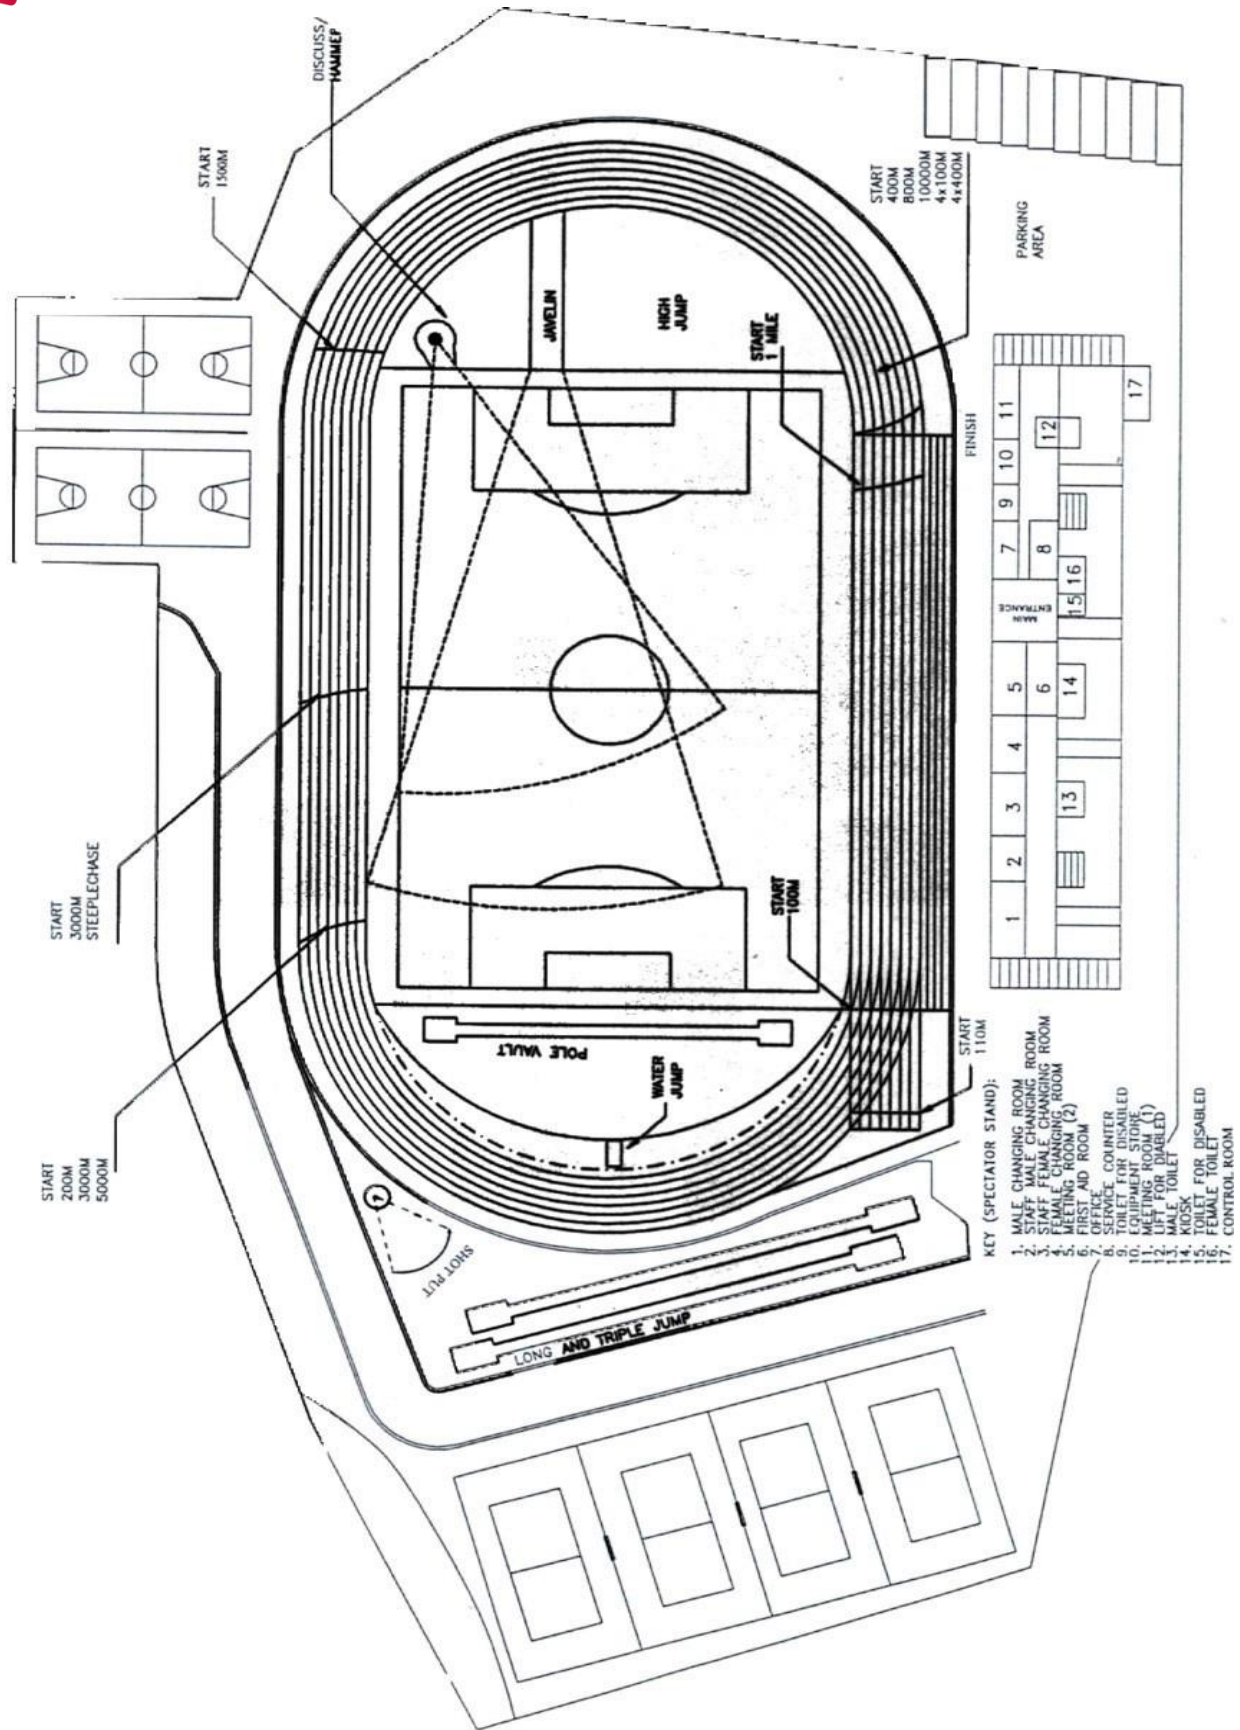 DISCUSS/
HAMMER
START
1500M
START
3000M
STEEPLECHASE
START
200M
3000M
5000M
START
400M
800M
10000M
4x100M
4x400M
PARKING
AREA
JAVELIN
HIGH
JUMP
START
1 MILE
FINISH
START
100M
START
110M
POLE VAULT
WATER
JUMP
SHOT PUT
LONG AND TRIPLE JUMP
1
2
3
4
5
6
MAIN
ENTRANCE
7
8
9
10
11
12
13
14
15
16
17
KEY (SPECTATOR STAND):
1. MALE CHANGING ROOM
2. STAFF MALE CHANGING ROOM
3. STAFF FEMALE CHANGING ROOM
4. FEMALE CHANGING ROOM
5. MEETING ROOM (2)
6. FIRST AID ROOM
7. OFFICE
8. SERVICE COUNTER
9. TOILET FOR DISABLED
10. EQUIPMENT STORE
11. MEETING ROOM (1)
12. LIFT FOR DIABLED
13. MALE TOILET
14. KIOSK
15. TOILET FOR DISABLED
16. FEMALE TOILET
17. CONTROL ROOM